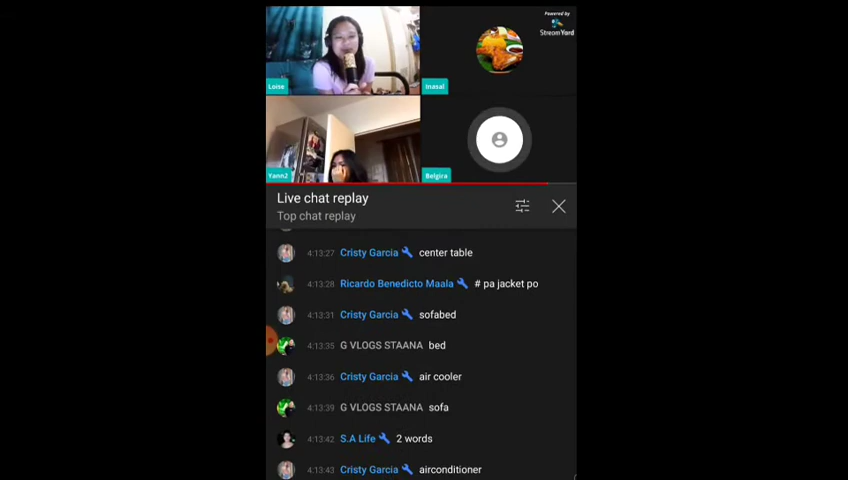 Powered by
StreamYard
Loise
Inasal
Yann2
Belgira
Live chat replay
Top chat replay
4:13:27 Cristy Garcia center table
4:13:28 Ricardo Benedicto Maala # pa jacket po
4:13:31 Cristy Garcia sofabed
4:13:35 G VLOGS STAANA bed
4:13:36 Cristy Garcia air cooler
4:13:39 G VLOGS STAANA sofa
4:13:42 S.A Life 2 words
4:13:43 Cristy Garcia airconditioner